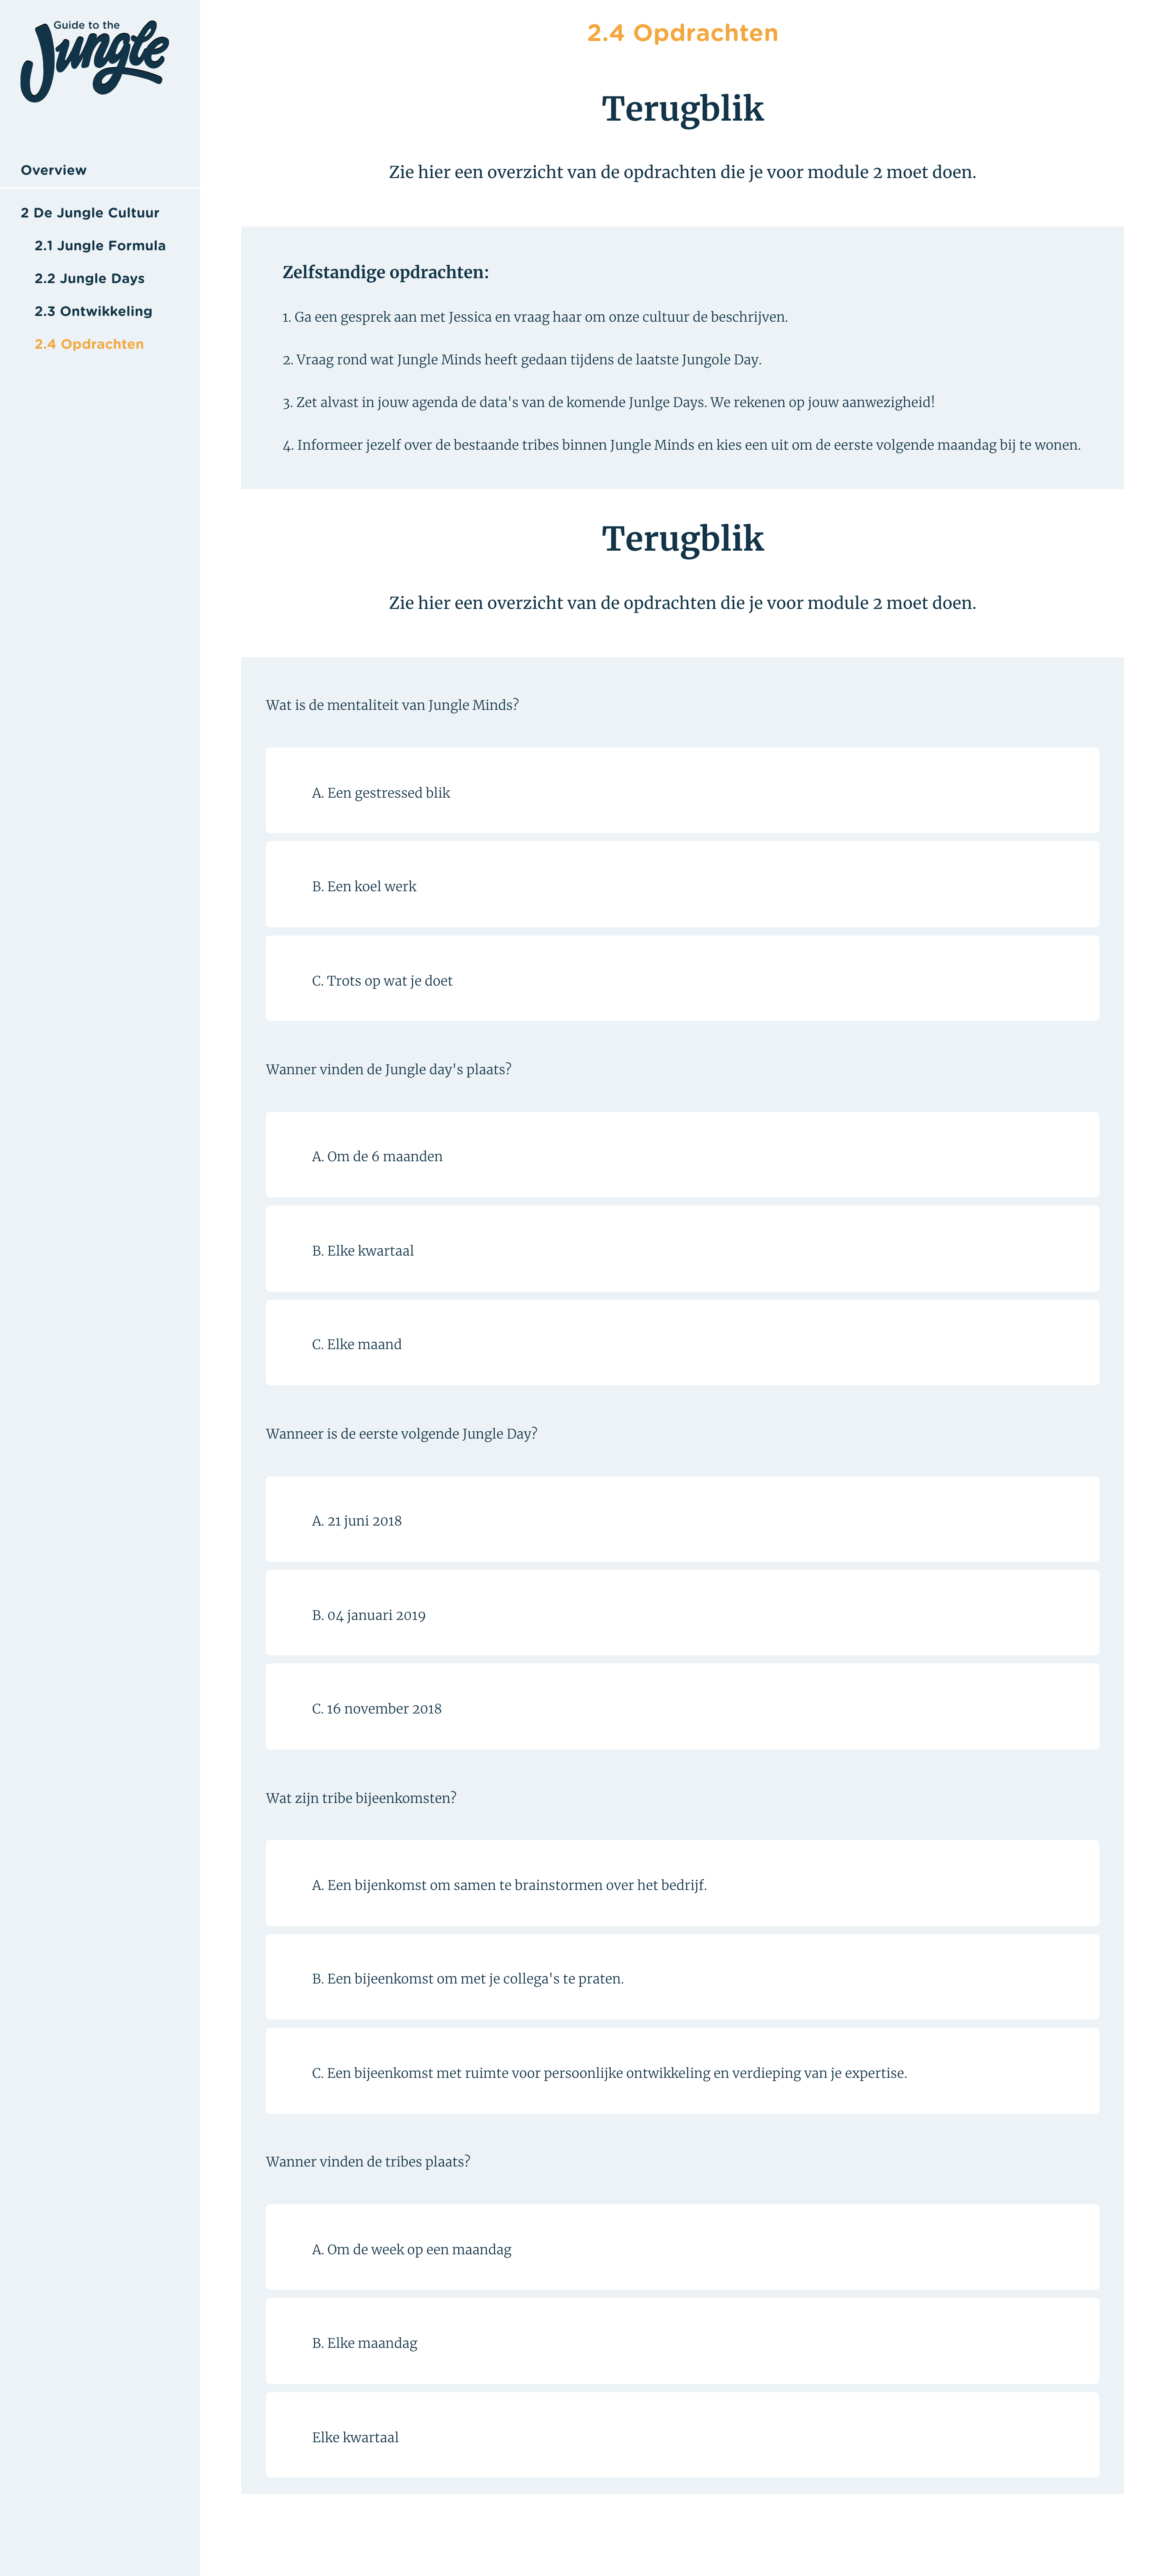 Guide to the
Jungle
Overview
2 De Jungle Cultuur
2.1 Jungle Formula
2.2 Jungle Days
2.3 Ontwikkeling
2.4 Opdrachten
2.4 Opdrachten
Terugblik
Zie hier een overzicht van de opdrachten die je voor module 2 moet doen.
Zelfstandige opdrachten:
1. Ga een gesprek aan met Jessica en vraag haar om onze cultuur de beschrijven.
2. Vraag rond wat Jungle Minds heeft gedaan tijdens de laatste Jungole Day.
3. Zet alvast in jouw agenda de data's van de komende Junlge Days. We rekenen op jouw aanwezigheid!
4. Informeer jezelf over de bestaande tribes binnen Jungle Minds en kies een uit om de eerste volgende maandag bij te wonen.
Terugblik
Zie hier een overzicht van de opdrachten die je voor module 2 moet doen.
Wat is de mentaliteit van Jungle Minds?
A. Een gestressed blik
B. Een koel werk
C. Trots op wat je doet
Wanner vinden de Jungle day's plaats?
A. Om de 6 maanden
B. Elke kwartaal
C. Elke maand
Wanneer is de eerste volgende Jungle Day?
A. 21 juni 2018
B. 04 januari 2019
C. 16 november 2018
Wat zijn tribe bijeenkomsten?
A. Een bijenkomst om samen te brainstormen over het bedrijf.
B. Een bijeenkomst om met je collega's te praten.
C. Een bijeenkomst met ruimte voor persoonlijke ontwikkeling en verdieping van je expertise.
Wanner vinden de tribes plaats?
A. Om de week op een maandag
B. Elke maandag
Elke kwartaal